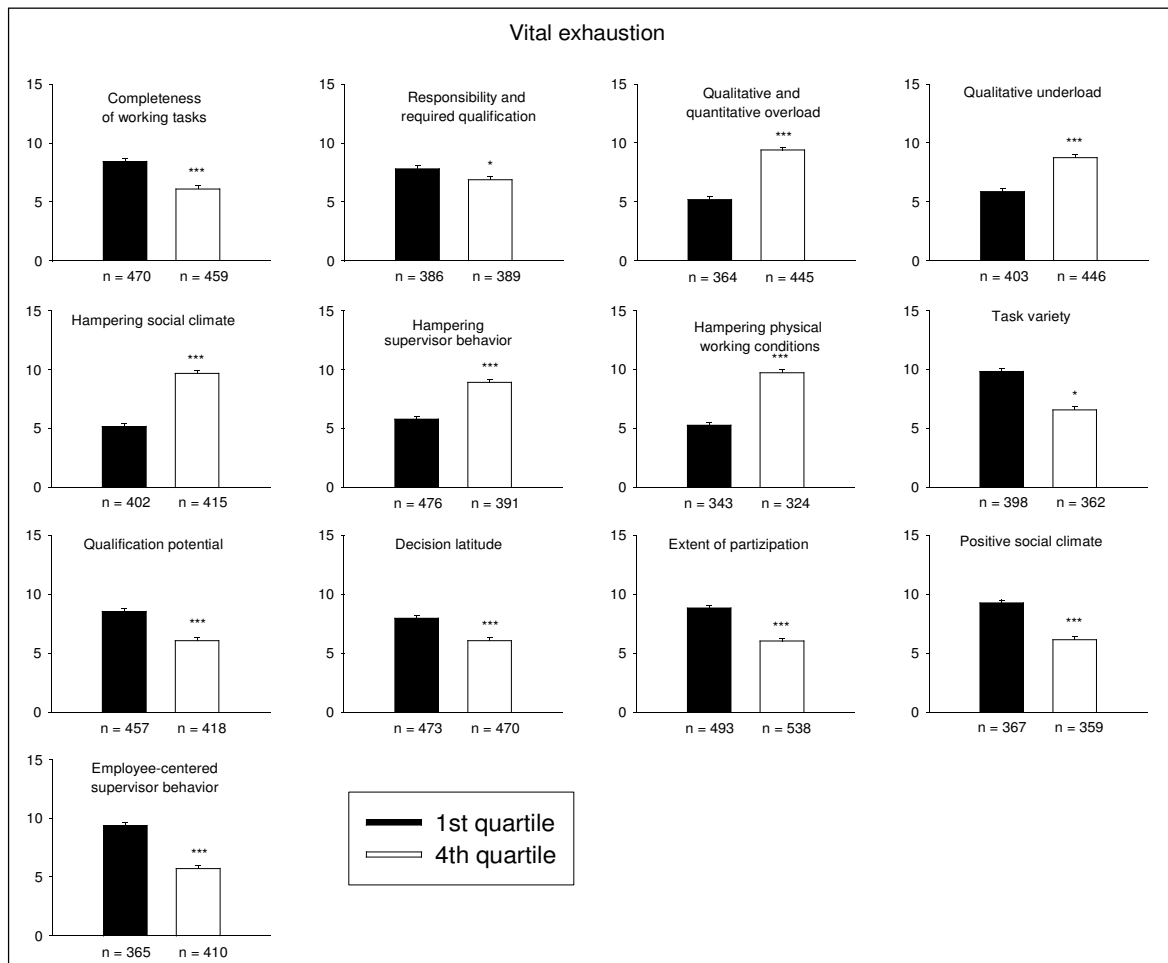 Vital exhaustion
15
10
5
0
Completeness
of working tasks
***
n = 470 n = 459
15
10
5
0
Responsibility and
required qualification
*
n = 386 n = 389
15
10
5
0
Qualitative and
quantitative overload
***
n = 364 n = 445
15
10
5
0
Qualitative underload
***
n = 403 n = 446
15
10
5
0
Hampering social climate
***
n = 402 n = 415
15
10
5
0
Hampering
supervisor behavior
***
n = 476 n = 391
15
10
5
0
Hampering physical
working conditions
***
n = 343 n = 324
15
10
5
0
Task variety
*
n = 398 n = 362
15
10
5
0
Qualification potential
***
n = 457 n = 418
15
10
5
0
Decision latitude
***
n = 473 n = 470
15
10
5
0
Extent of partizipation
***
n = 493 n = 538
15
10
5
0
Positive social climate
***
n = 367 n = 359
15
10
5
0
Employee-centered
supervisor behavior
***
n = 365 n = 410
1st quartile
4th quartile